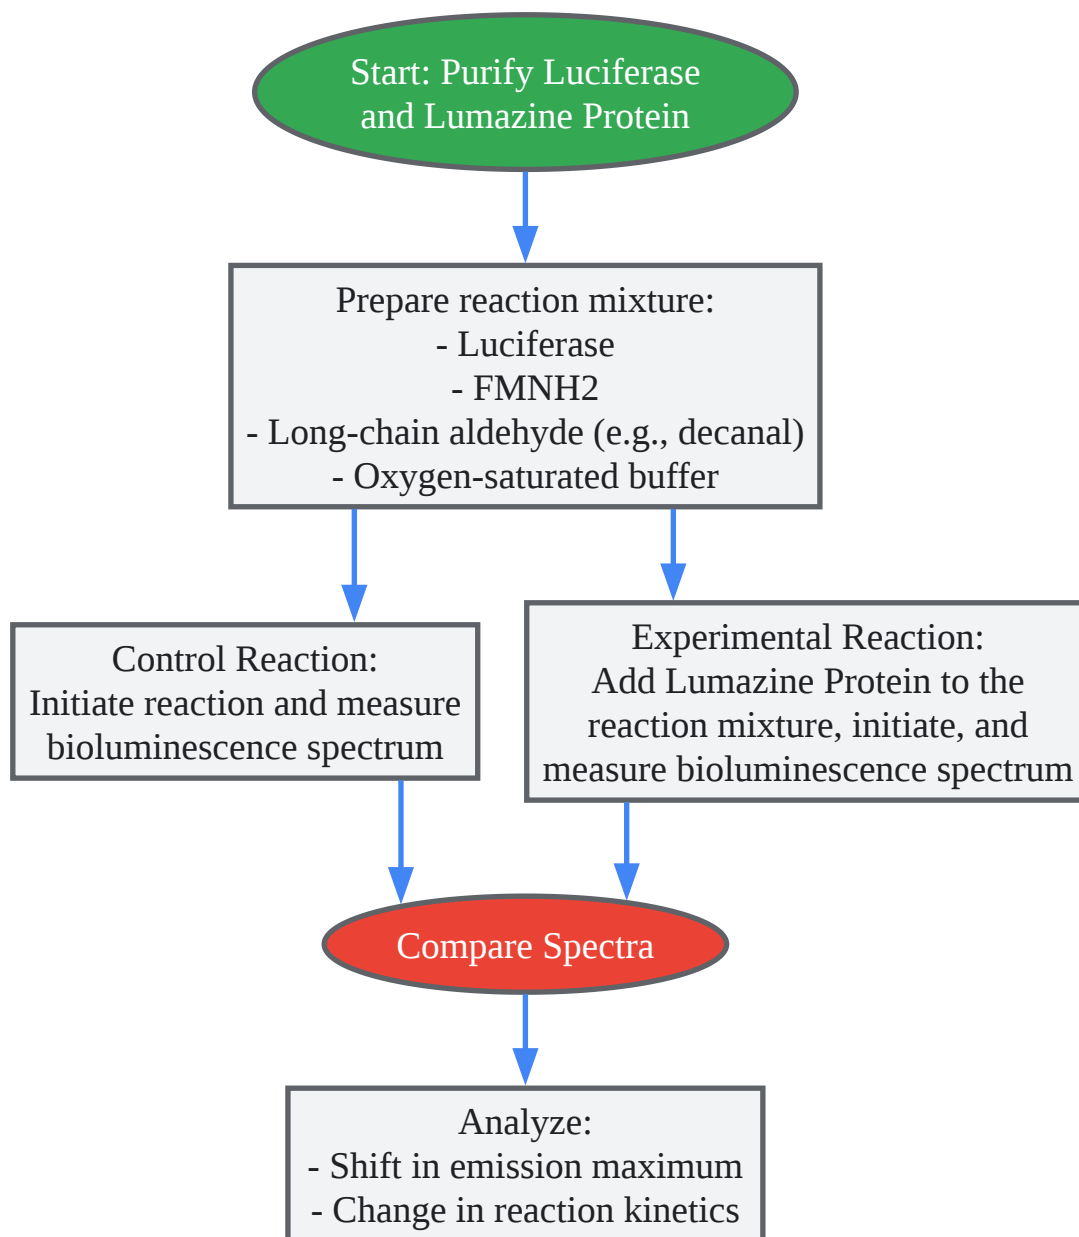 Start: Purify Luciferase
and Lumazine Protein
Prepare reaction mixture:
- Luciferase
- FMNH2
- Long-chain aldehyde (e.g., decanal)
- Oxygen-saturated buffer
Control Reaction:
Initiate reaction and measure
bioluminescence spectrum
Experimental Reaction:
Add Lumazine Protein to the
reaction mixture, initiate, and
measure bioluminescence spectrum
Compare Spectra
Analyze:
- Shift in emission maximum
- Change in reaction kinetics